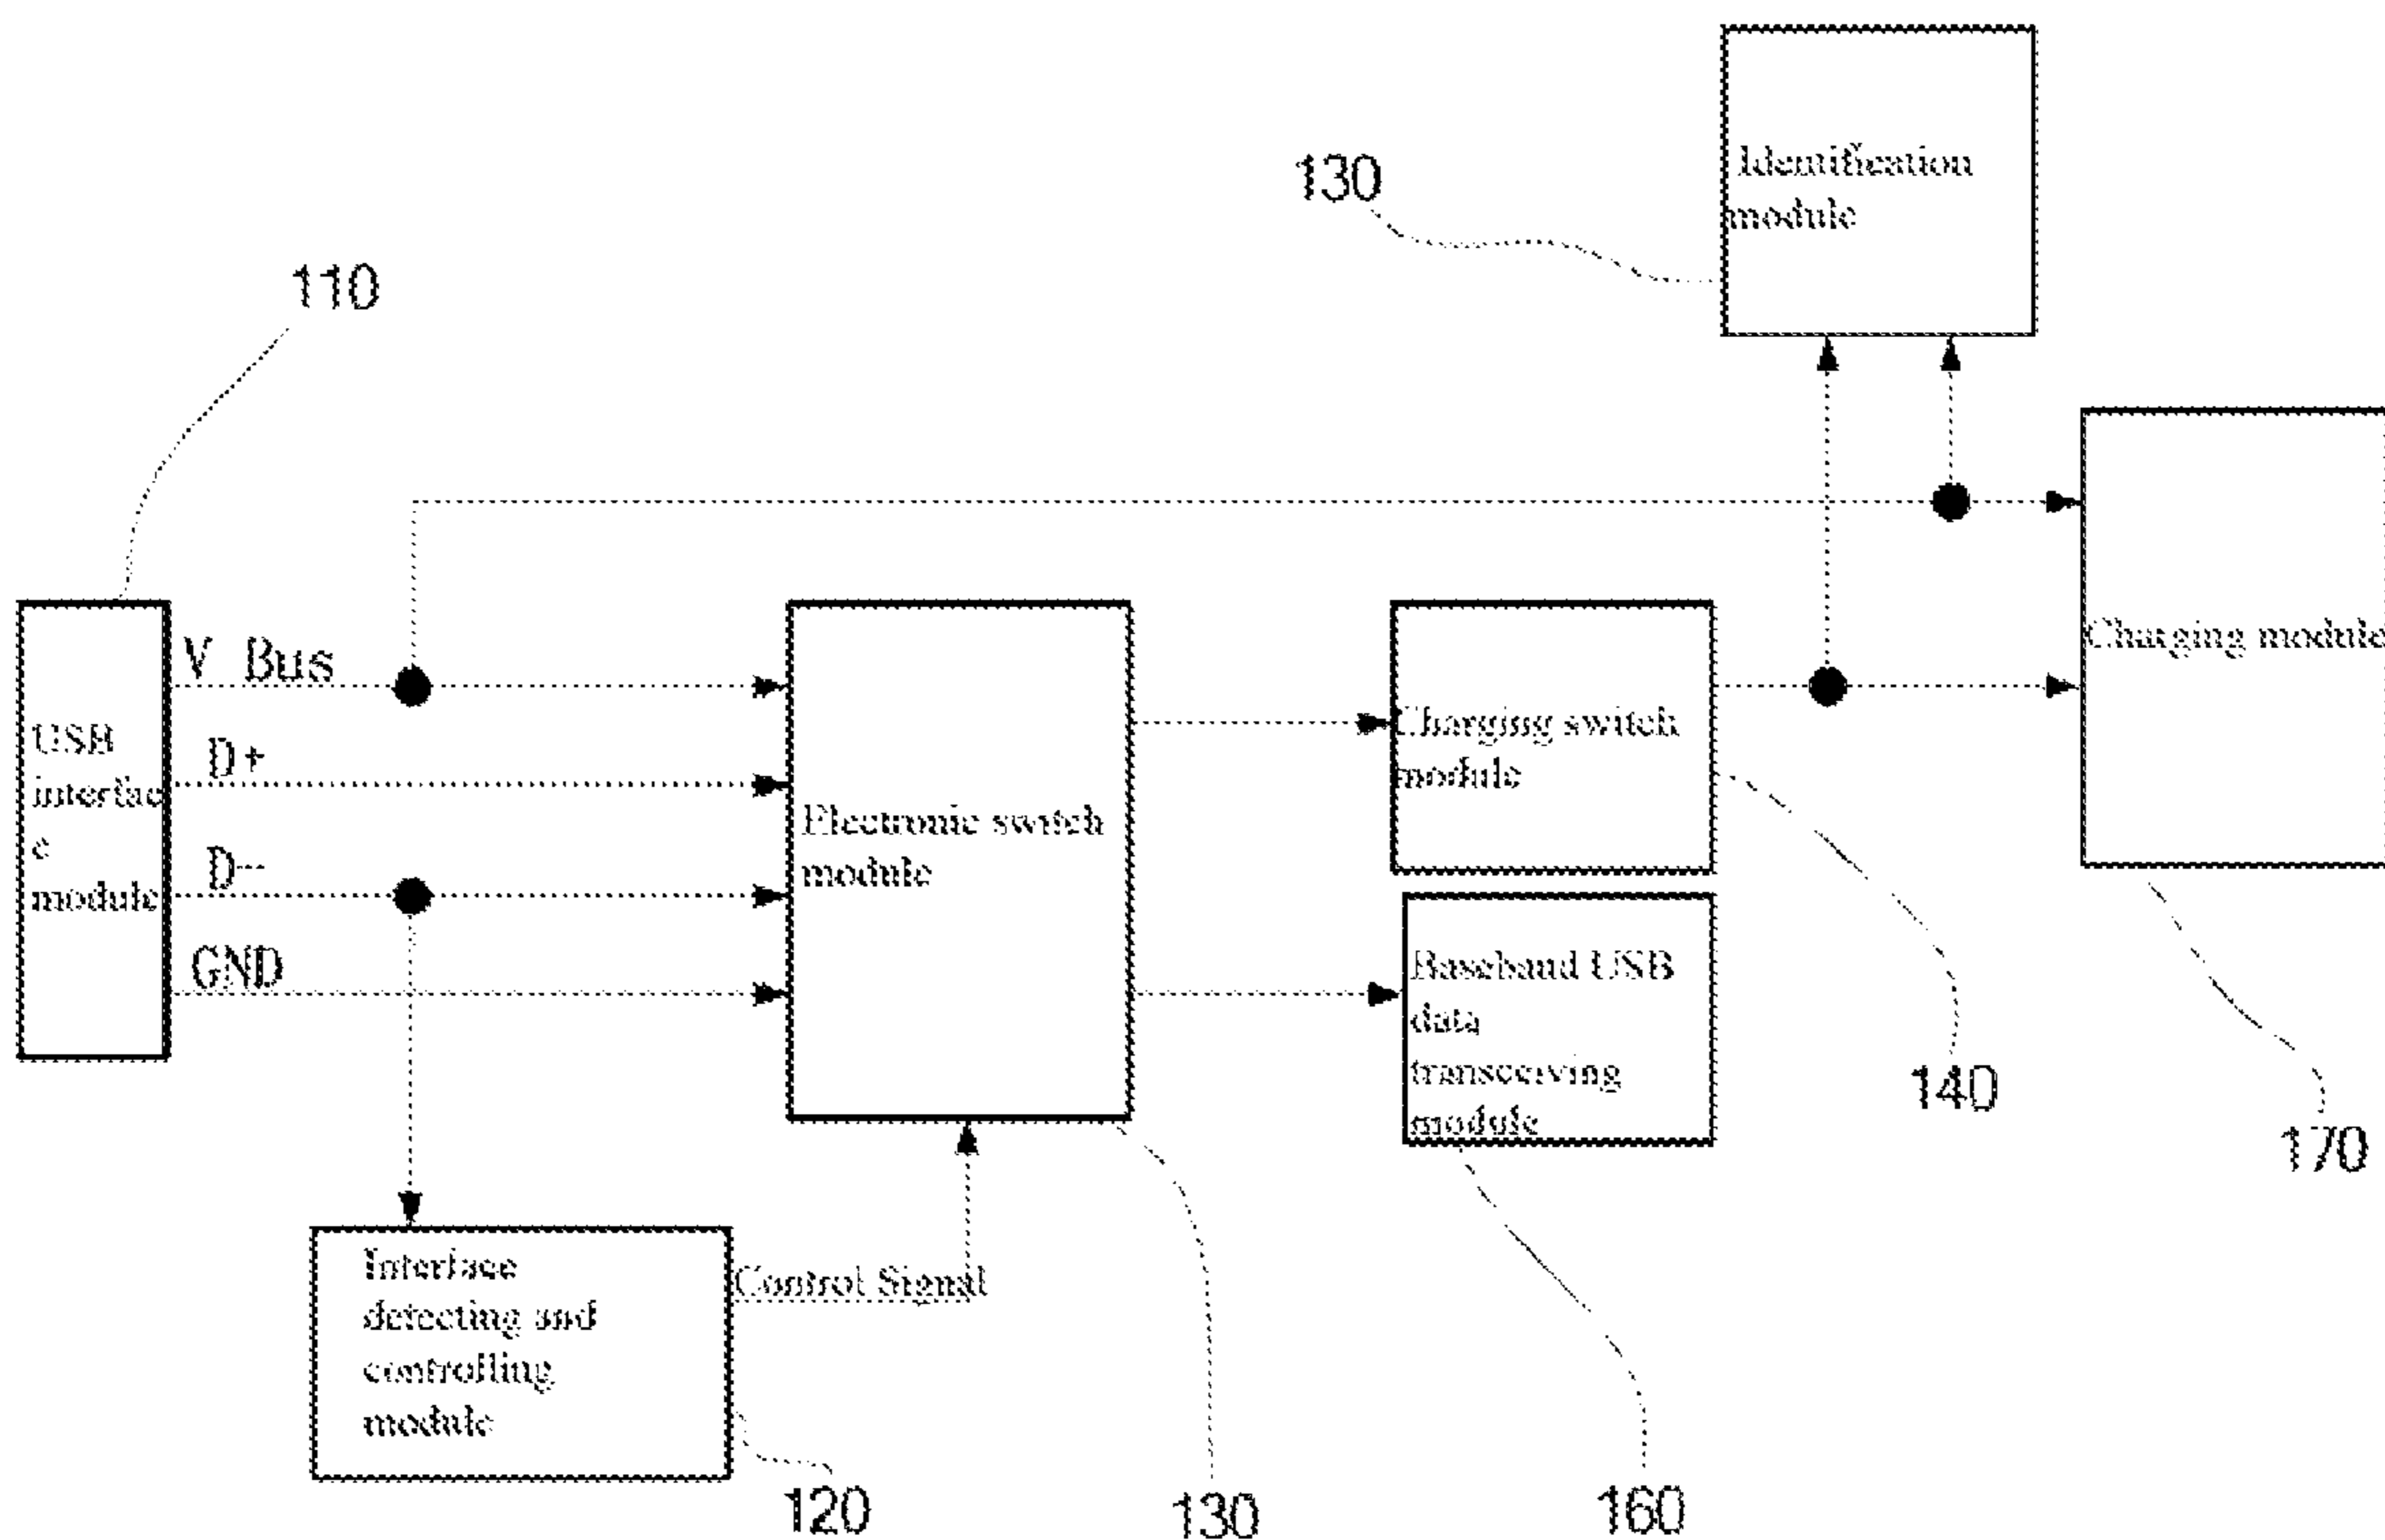 Identification
module
130
110
V Bus
D+
D-
GND
USB
interfac
e
module
Electronic switch
module
Charging switch
module
Charging module
Baseband USB
data
transceiving
module
140
170
Interface
detecting and
controlling
module
Control Signal
120
130
160